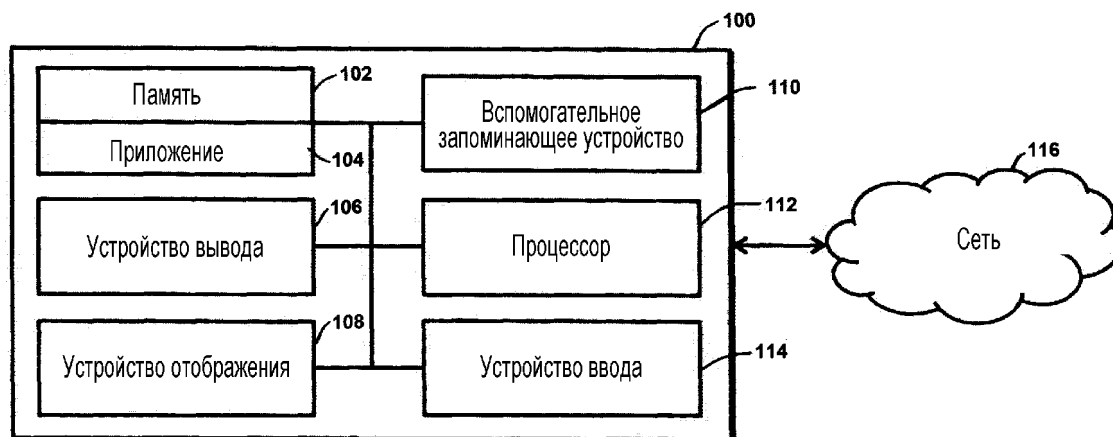 100
102
Память
Приложение
104
110
Вспомогательное
запоминающее устройство
116
Сеть
106
Устройство вывода
112
Процессор
108
Устройство отображения
114
Устройство ввода